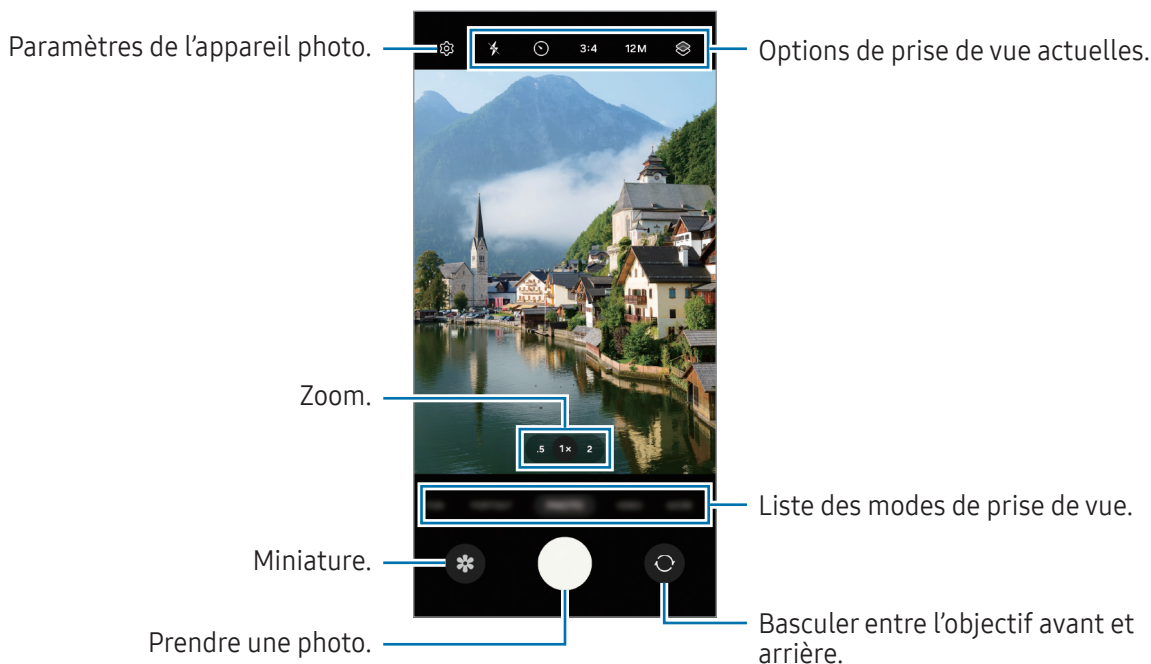 Paramètres de l'appareil photo.
3:4 12M
Options de prise de vue actuelles.
Zoom.
.5 1× 2
Liste des modes de prise de vue.
Miniature.
Prendre une photo.
Basculer entre l'objectif avant et
arrière.